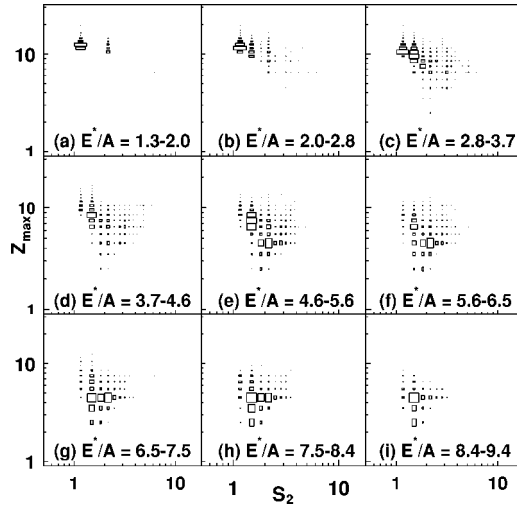 10
1
(a) E*/A = 1.3-2.0
(b) E*/A = 2.0-2.8
(c) E*/A = 2.8-3.7
Zmax
10
1
(d) E*/A = 3.7-4.6
(e) E*/A = 4.6-5.6
(f) E*/A = 5.6-6.5
10
1
(g) E*/A = 6.5-7.5
(h) E*/A = 7.5-8.4
(i) E*/A = 8.4-9.4
1 10 1 10 1 10
S2